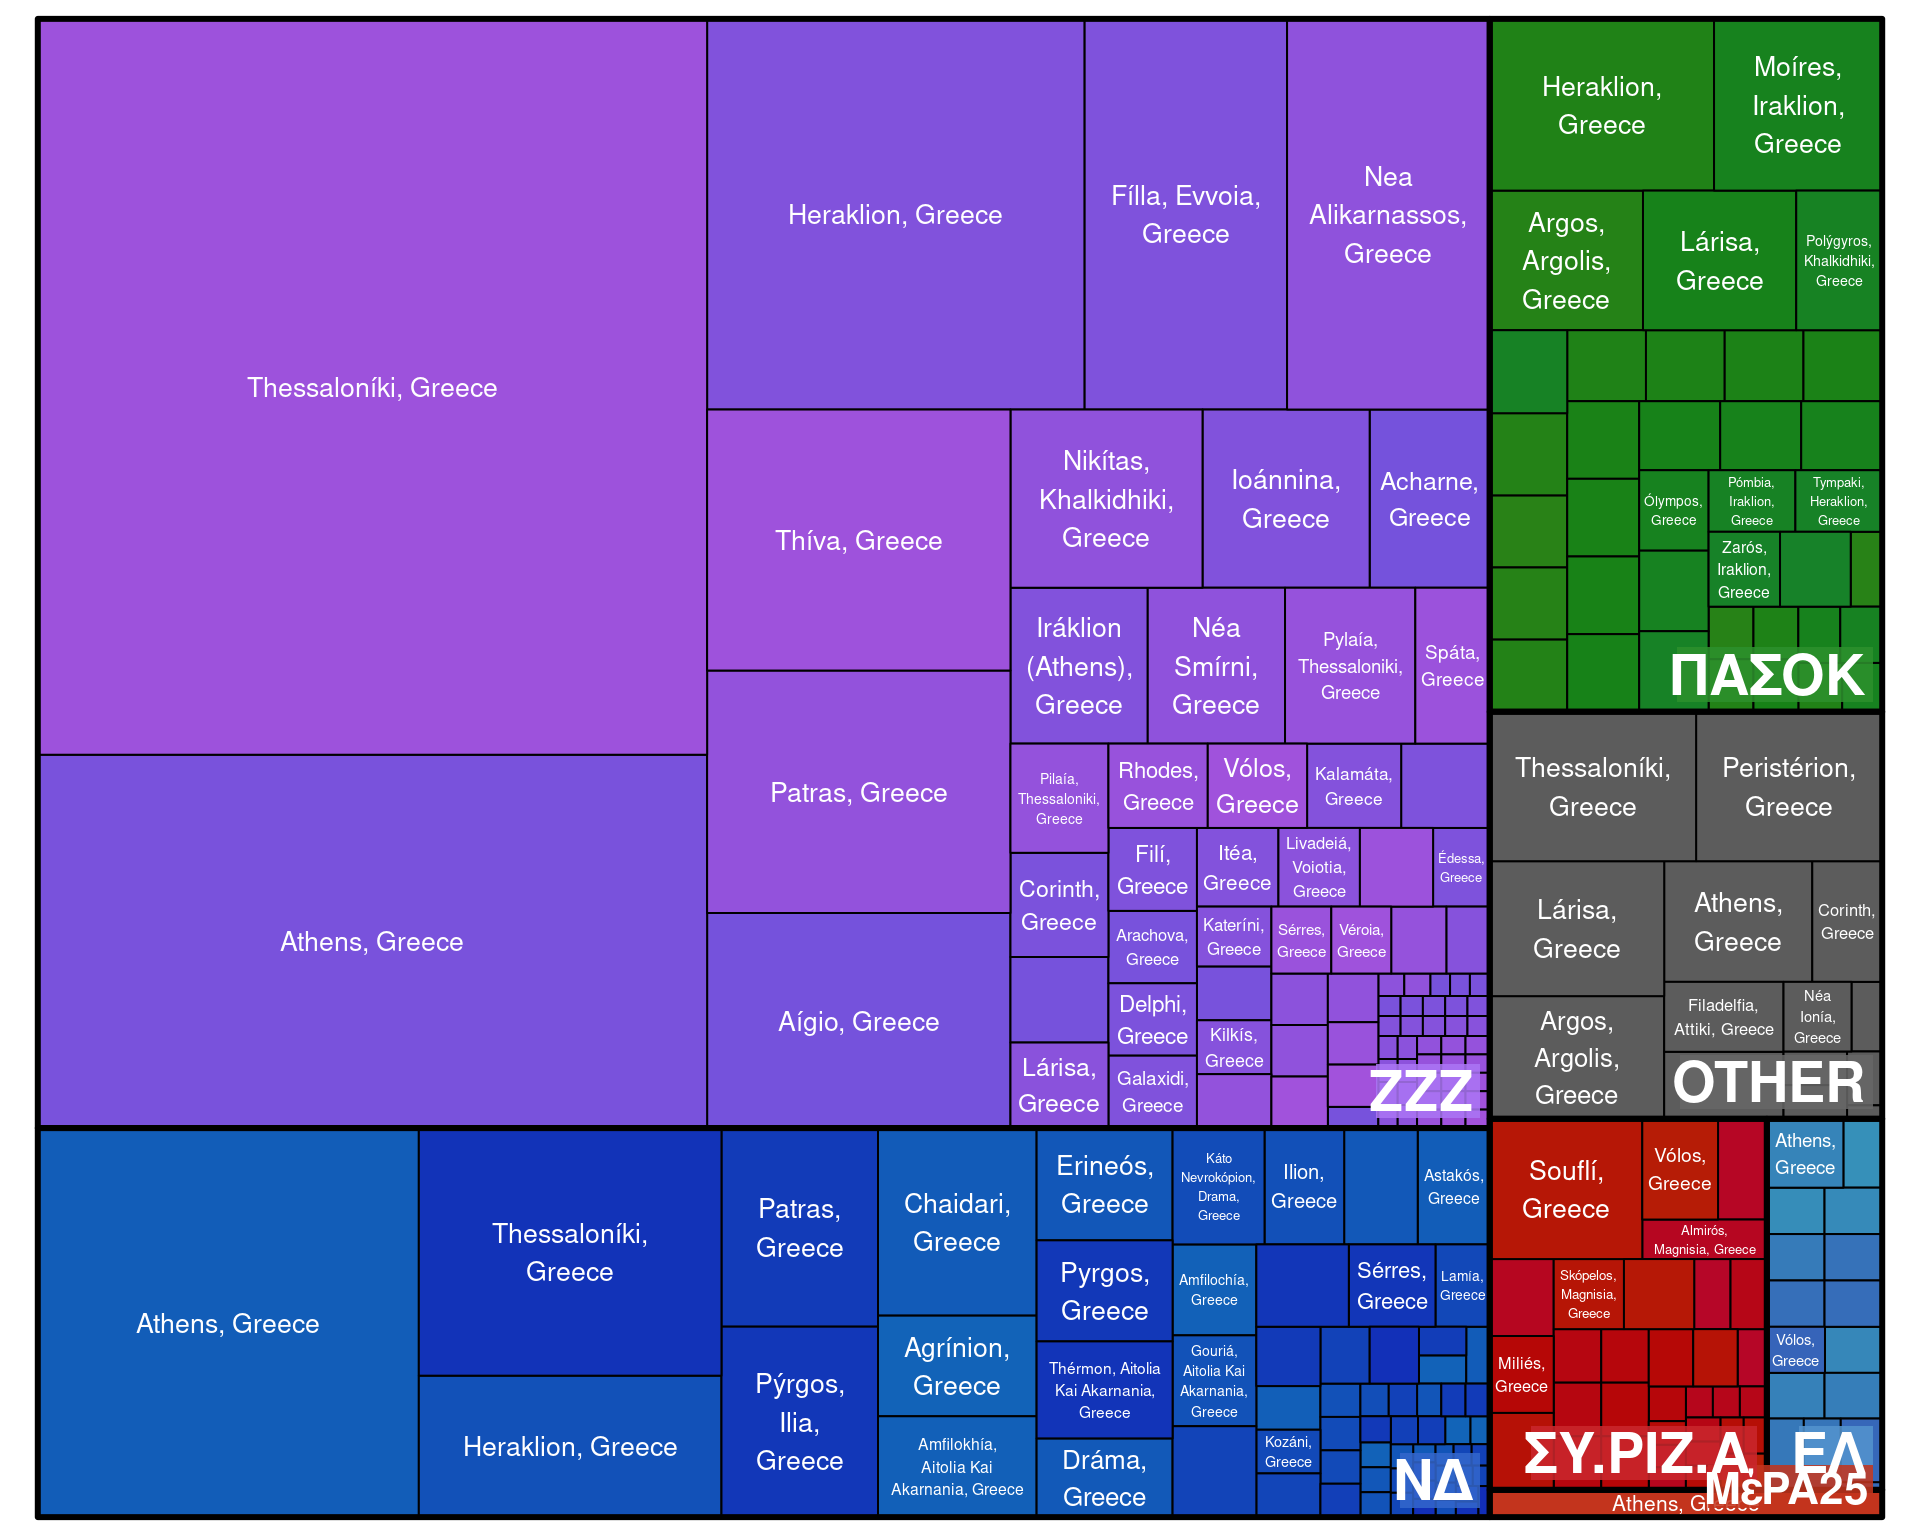 Thessaloníki, Greece
Athens, Greece
Heraklion, Greece
Fílla, Evvoia,
Greece
Nea
Alikarnassos,
Greece
Thíva, Greece
Patras, Greece
Aígio, Greece
Nikítas,
Khalkidhiki,
Greece
Ioánnina,
Greece
Acharne,
Greece
Iráklion
(Athens),
Greece
Néa
Smírni,
Greece
Pylaía,
Thessaloniki,
Greece
Spáta,
Greece
Pilaía,
Thessaloniki,
Greece
Rhodes,
Greece
Vólos,
Greece
Kalamáta,
Greece
Corinth,
Greece
Filí,
Greece
Itéa,
Greece
Livadeiá,
Voiotia,
Greece
Édessa,
Greece
Arachova,
Greece
Kateríni,
Greece
Sérres,
Greece
Véroia,
Greece
Delphi,
Greece
Kilkís,
Greece
Lárisa,
Greece
Galaxidi,
Greece
ZZZ
Athens, Greece
Thessaloníki,
Greece
Heraklion, Greece
Patras,
Greece
Pýrgos,
Ilia,
Greece
Chaidari,
Greece
Agrínion,
Greece
Amfilokhía,
Aitolia Kai
Akarnania, Greece
Erineós,
Greece
Pyrgos,
Greece
Thérmon, Aitolia
Kai Akarnania,
Greece
Dráma,
Greece
Káto
Nevrokópion,
Drama,
Greece
Ilion,
Greece
Astakós,
Greece
Amfilochía,
Greece
Sérres,
Greece
Lamía,
Greece
Gouriá,
Aitolia Kai
Akarnania,
Greece
Kozáni,
Greece
ΝΔ
Heraklion,
Greece
Moíres,
Iraklion,
Greece
Argos,
Argolis,
Greece
Lárisa,
Greece
Polýgyros,
Khalkidhiki,
Greece
Ólympos,
Greece
Pómbia,
Iraklion,
Greece
Tympaki,
Heraklion,
Greece
Zarós,
Iraklion,
Greece
ΠΑΣΟΚ
Thessaloníki,
Greece
Peristérion,
Greece
Lárisa,
Greece
Athens,
Greece
Corinth,
Greece
Argos,
Argolis,
Greece
Filadelfia,
Attiki, Greece
Néa
Ionía,
Greece
OTHER
Souflí,
Greece
Vólos,
Greece
Almirós,
Magnisia, Greece
Skópelos,
Magnisia,
Greece
Miliés,
Greece
ΣΥ.ΡΙΖ.Α.
Athens,
Greece
Vólos,
Greece
ΕΛ
Athens, Greece
ΜέΡΑ25